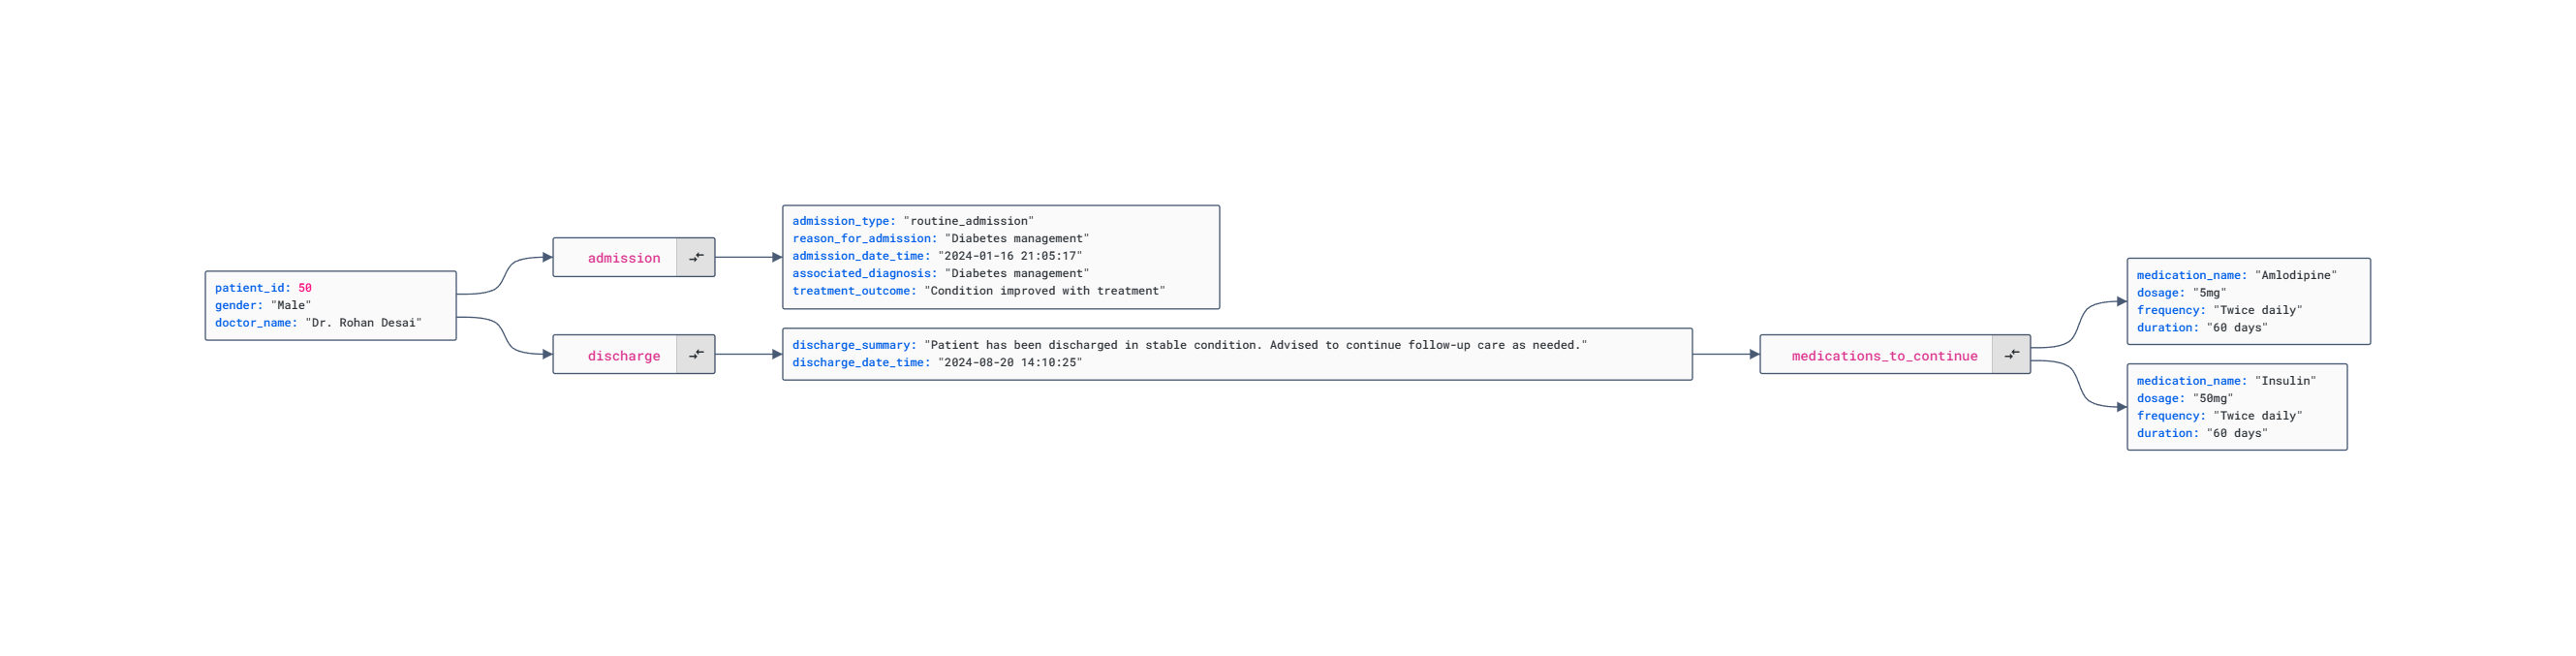 patient_id: 50
gender: "Male"
doctor_name: "Dr. Rohan Desai"
admission
admission_type: "routine_admission"
reason_for_admission: "Diabetes management"
admission_date_time: "2024-01-16 21:05:17"
associated_diagnosis: "Diabetes management"
treatment_outcome: "Condition improved with treatment"
discharge
discharge_summary: "Patient has been discharged in stable condition. Advised to continue follow-up care as needed."
discharge_date_time: "2024-08-20 14:10:25"
medications_to_continue
medication_name: "Amlodipine"
dosage: "5mg"
frequency: "Twice daily"
duration: "60 days"
medication_name: "Insulin"
dosage: "50mg"
frequency: "Twice daily"
duration: "60 days"